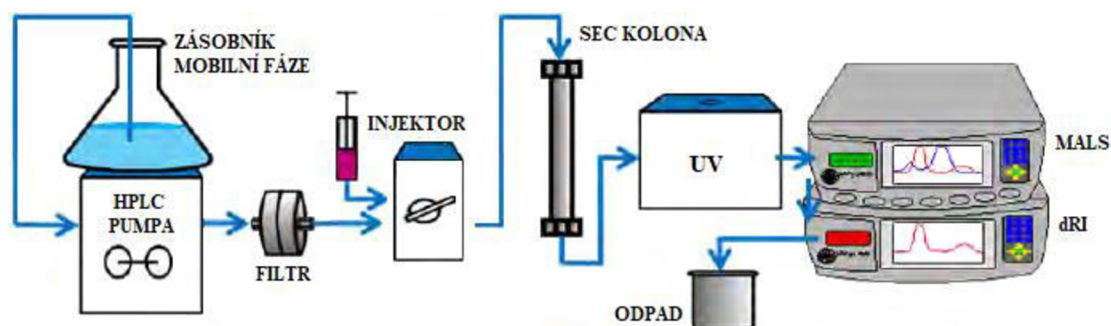 ZÁSOBNÍK
MOBILNÍ FÁZE
HPLC
PUMPA
FILTR
INJEKTOR
SEC KOLONA
UV
MALS
dRI
ODPAD